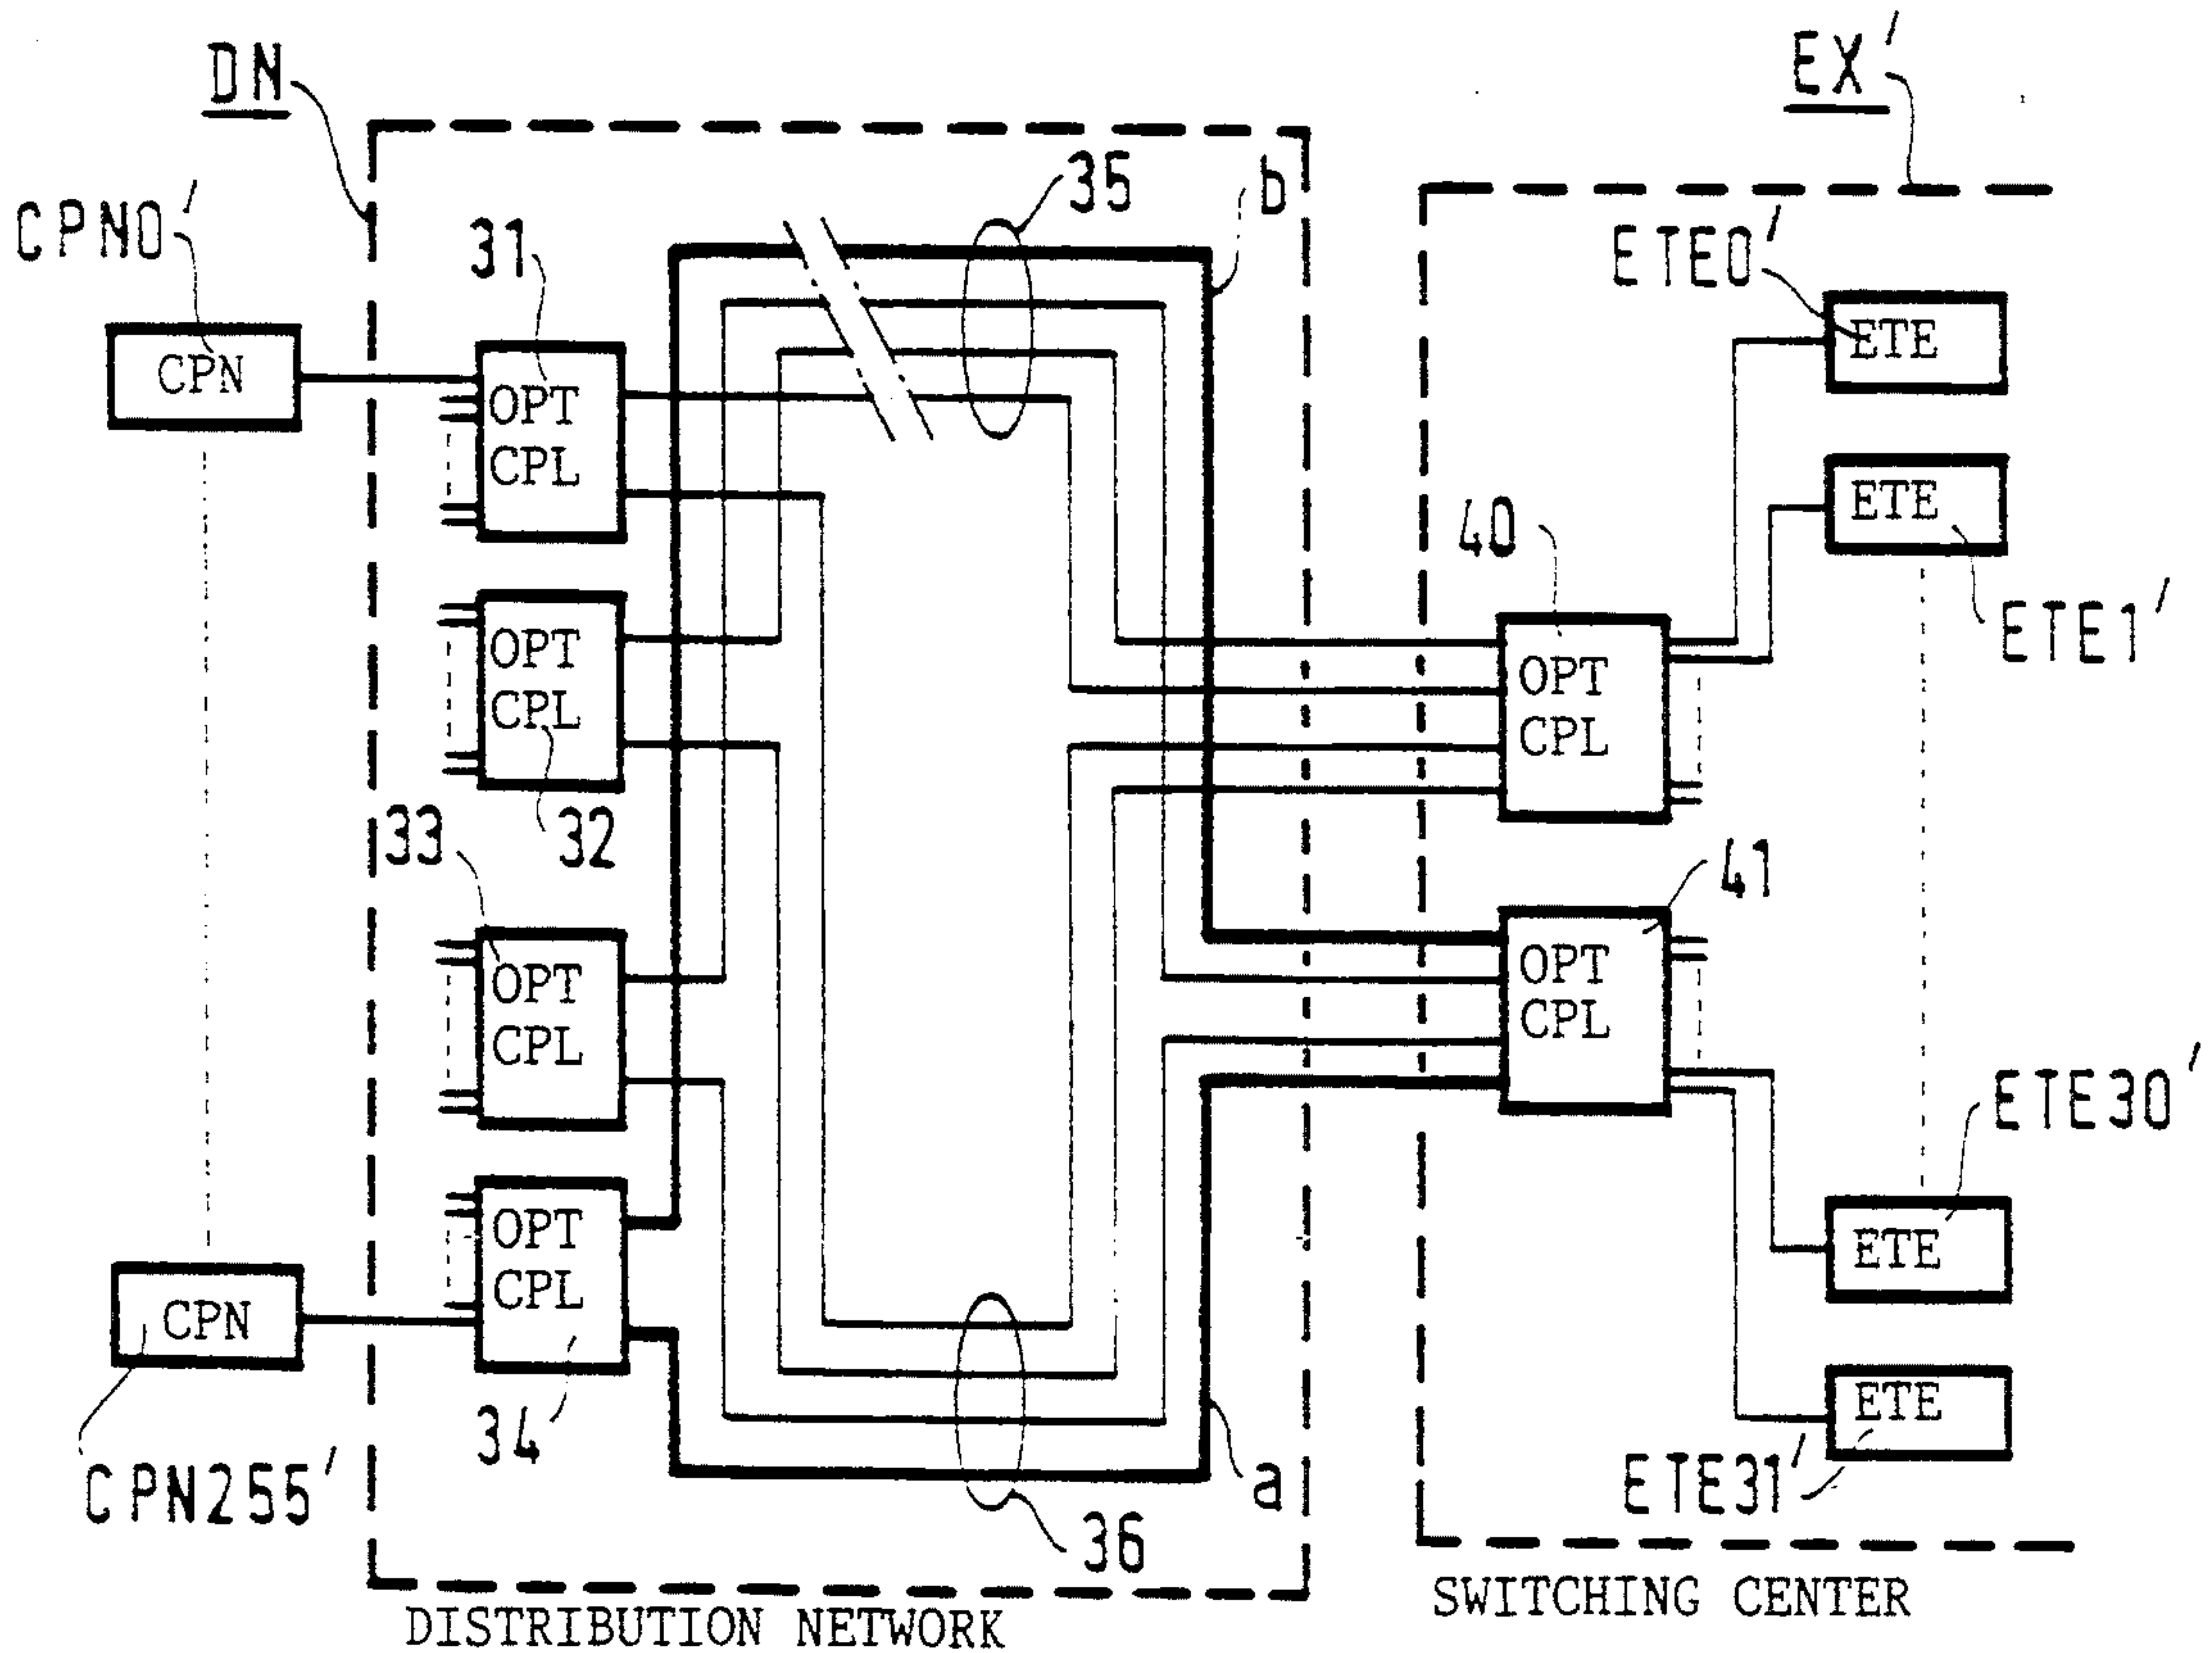 DN
EX'
35
b
CPN0'
31
ETE0'
CPN
ETE
OPT
CPL
ETE
40
ETE1'
OPT
CPL
OPT
CPL
33
32
41
OPT
CPL
OPT
CPL
ETE30'
OPT
CPL
ETE
CPN
34
ETE
CPN255'
a
ETE31'
36
DISTRIBUTION NETWORK
SWITCHING CENTER